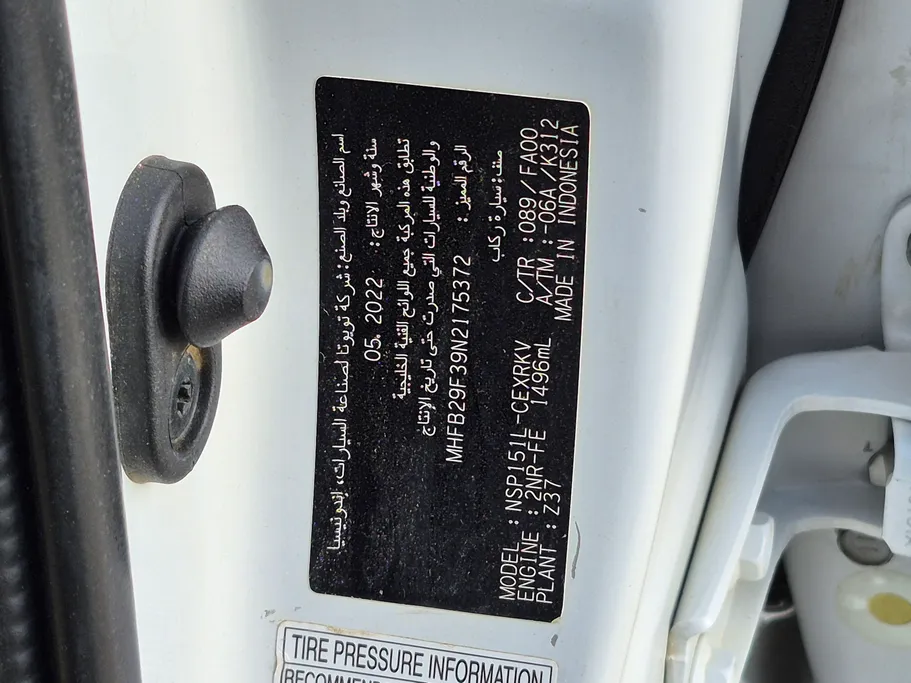 اسم الصانع وبلد الصنع : شركة تويوتا لصناعة السيارات، إندونيسيا
سنة وشهر الانتاج : 05. 2022
تطابق هذه المركبة جميع اللوائح الفنية الخليجية
والوطنية للسيارات التي صدرت حتى تاريخ الإنتاج
الرقم المميز : MHFB29F39N2175372
صنف : سيارة ركاب
MODEL : NSP151L-CEXRKV C/TR : 089 / FA00
ENGINE : 2NR-FE 1496mL A/TM : -06A / K312
PLANT : Z37 MADE IN INDONESIA
TIRE PRESSURE INFORMATION